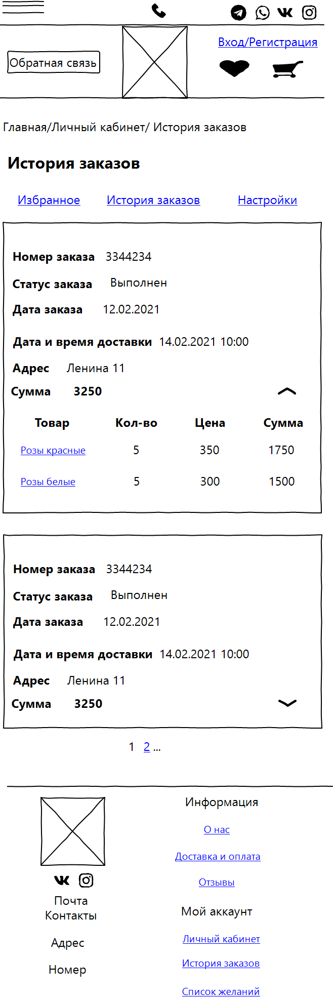 Вход/Регистрация
Обратная связь
Главная/Личный кабинет/ История заказов
История заказов
Избранное История заказов Настройки
Номер заказа 3344234
Статус заказа Выполнен
Дата заказа 12.02.2021
Дата и время доставки 14.02.2021 10:00
Адрес Ленина 11
Сумма 3250
Товар Кол-во Цена Сумма
Розы красные 5 350 1750
Розы белые 5 300 1500
Номер заказа 3344234
Статус заказа Выполнен
Дата заказа 12.02.2021
Дата и время доставки 14.02.2021 10:00
Адрес Ленина 11
Сумма 3250
1 2 ...
Почта
Контакты
Адрес
Номер
Информация
О нас
Доставка и оплата
Отзывы
Мой аккаунт
Личный кабинет
История заказов
Список желаний